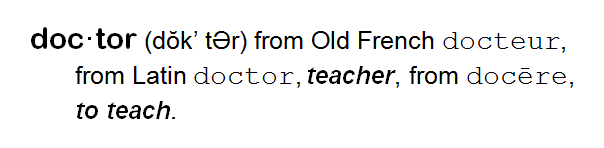 doc·tor (dŏk’ tƏr) from Old French docteur,
from Latin doctor, teacher, from docēre,
to teach.